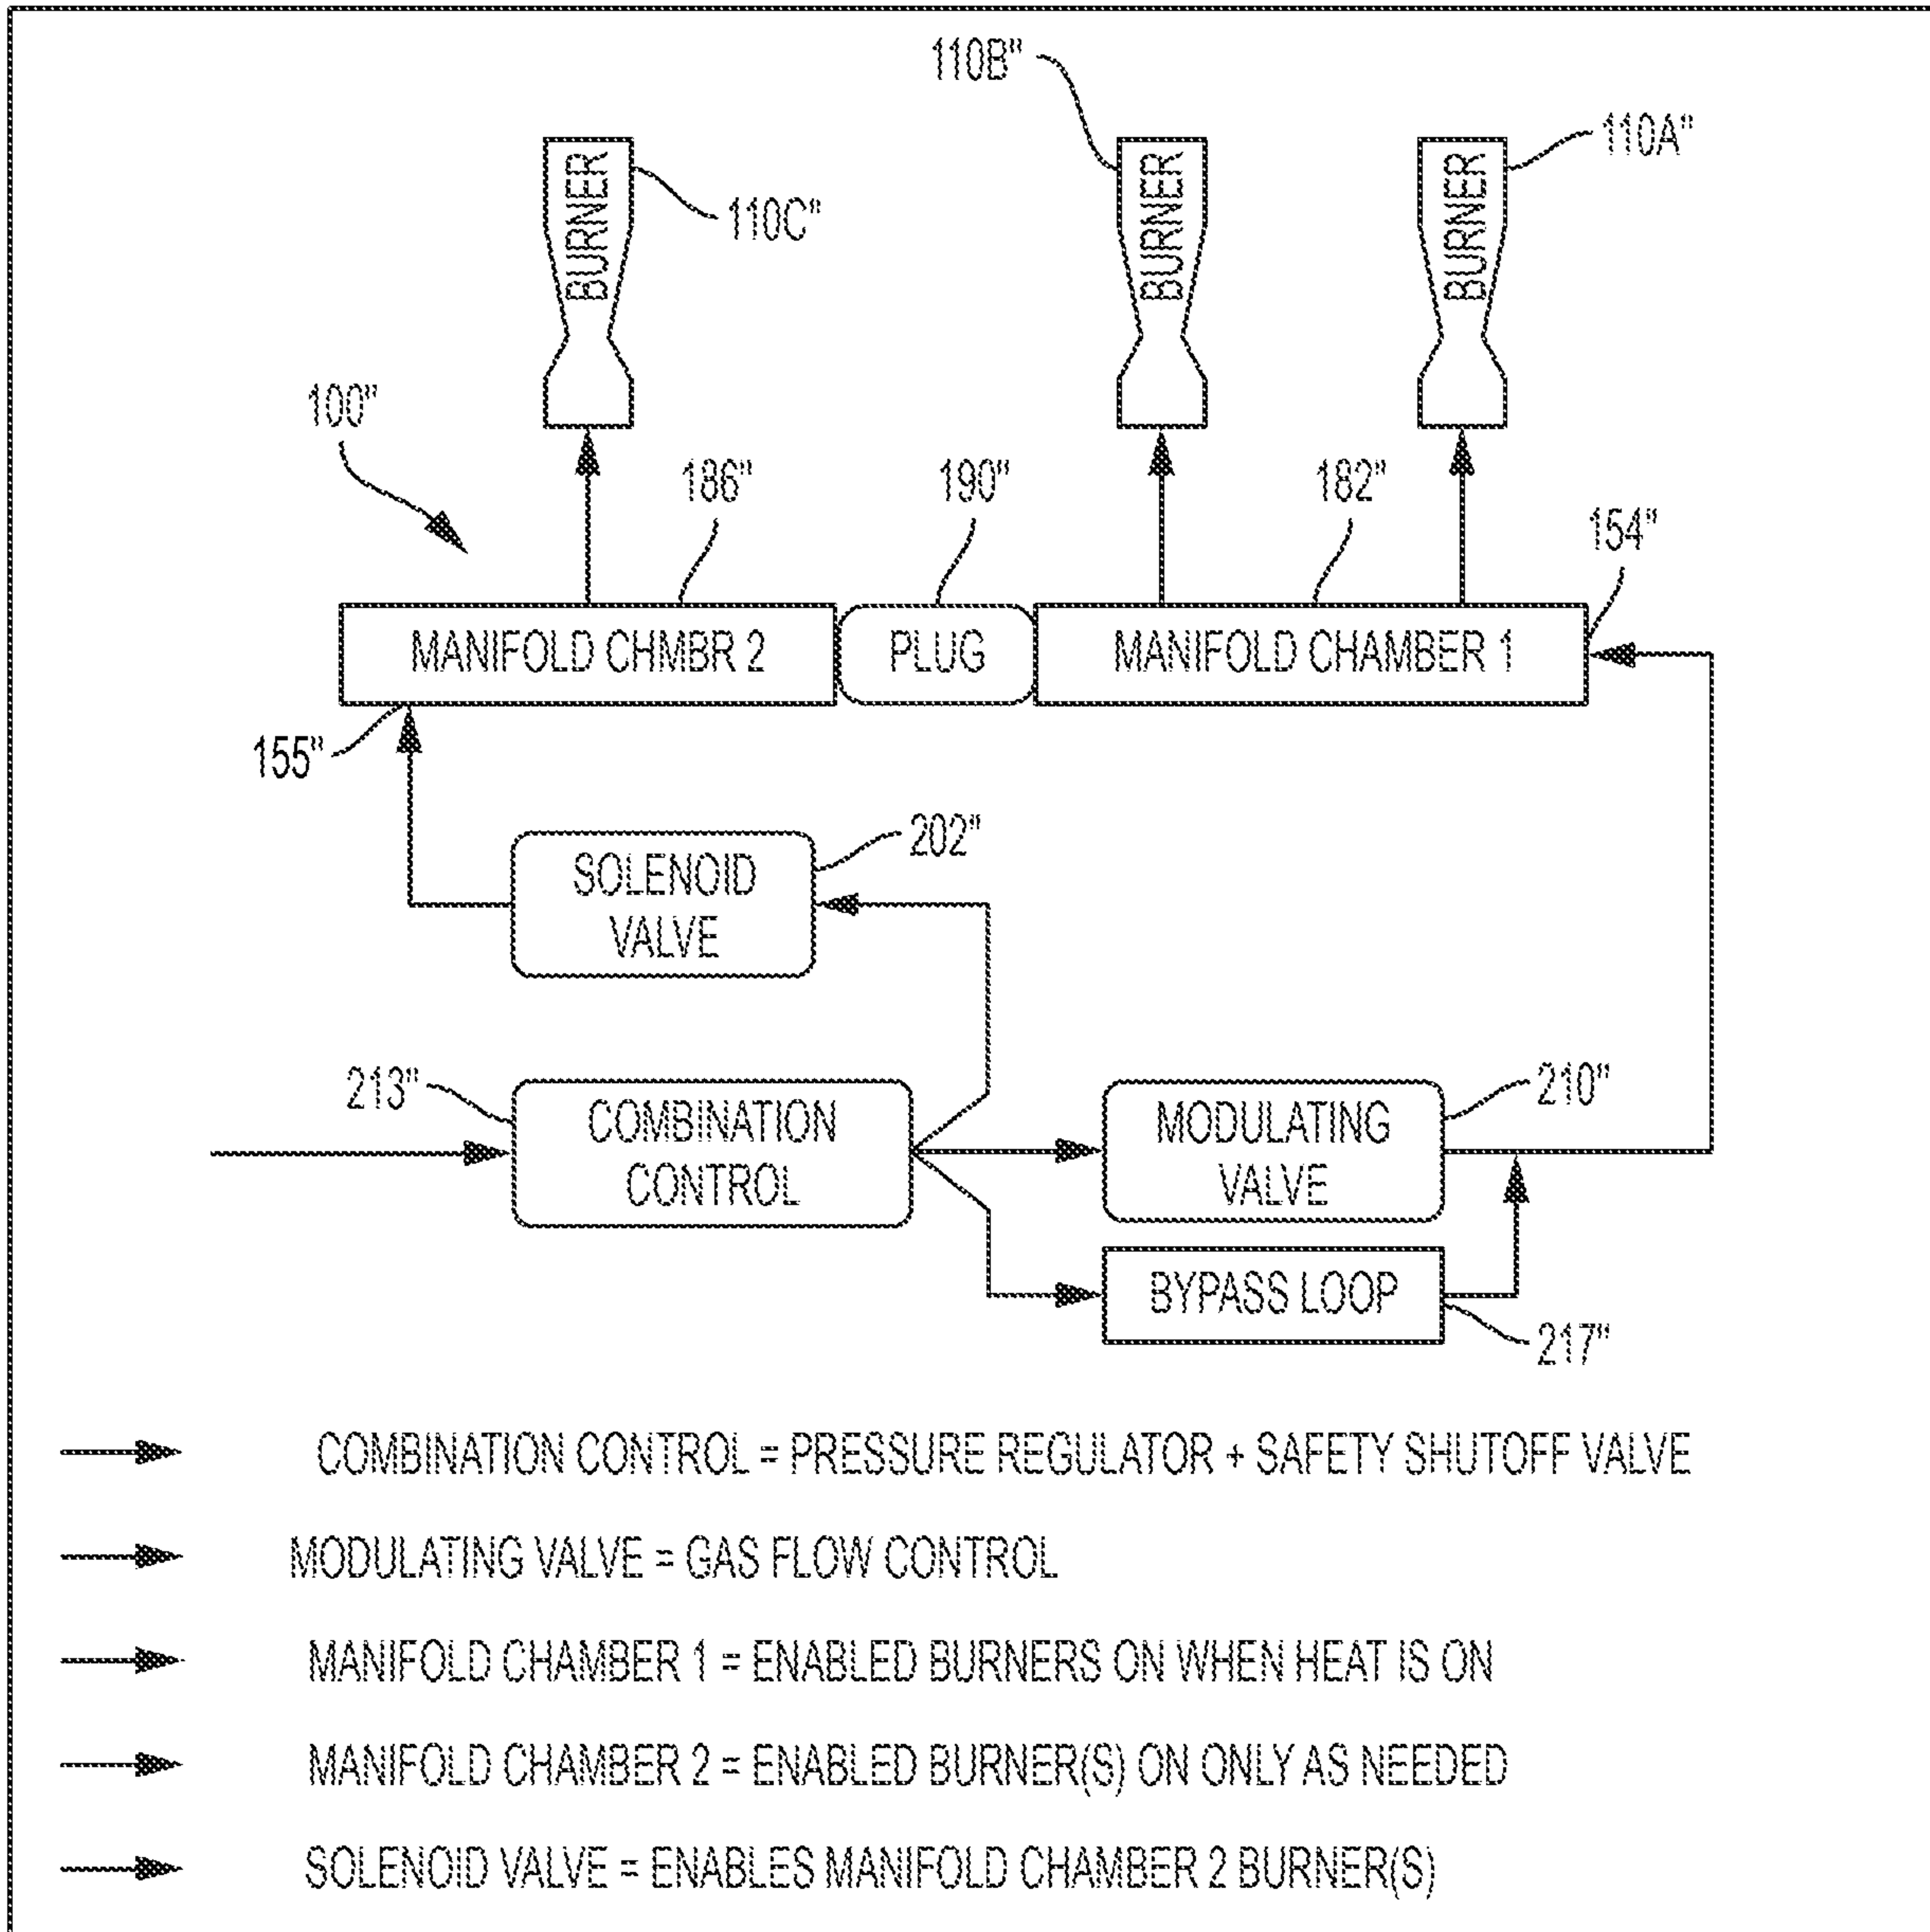 110B"
110A"
BURNER
BURNER
BURNER
110C"
100"
186"
190"
182"
154"
MANIFOLD CHMBR 2
PLUG
MANIFOLD CHAMBER 1
155"
202"
SOLENOID
VALVE
213"
COMBINATION
CONTROL
MODULATING
VALVE
210"
BYPASS LOOP
217"
COMBINATION CONTROL = PRESSURE REGULATOR + SAFETY SHUTOFF VALVE
MODULATING VALVE = GAS FLOW CONTROL
MANIFOLD CHAMBER 1 = ENABLED BURNERS ON WHEN HEAT IS ON
MANIFOLD CHAMBER 2 = ENABLED BURNER(S) ON ONLY AS NEEDED
SOLENOID VALVE = ENABLES MANIFOLD CHAMBER 2 BURNER(S)